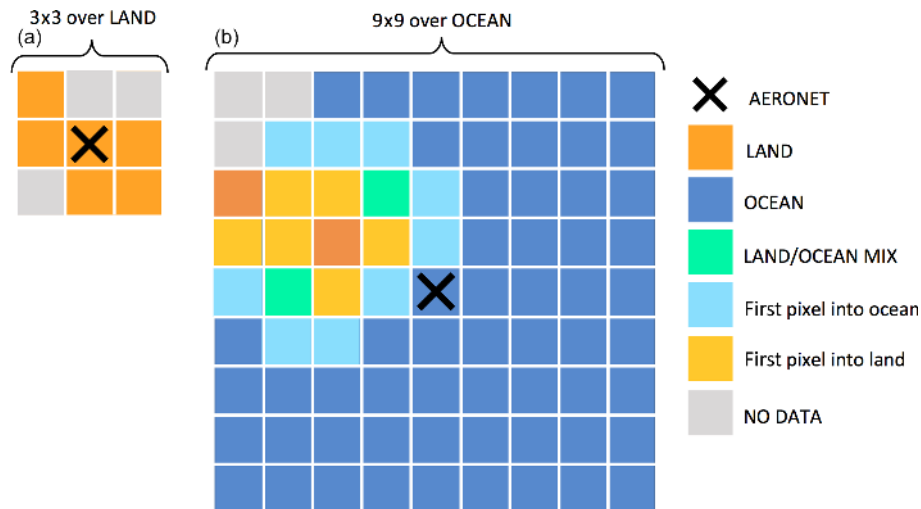 3x3 over LAND
(a)
9x9 over OCEAN
(b)
AERONET
LAND
OCEAN
LAND/OCEAN MIX
First pixel into ocean
First pixel into land
NO DATA